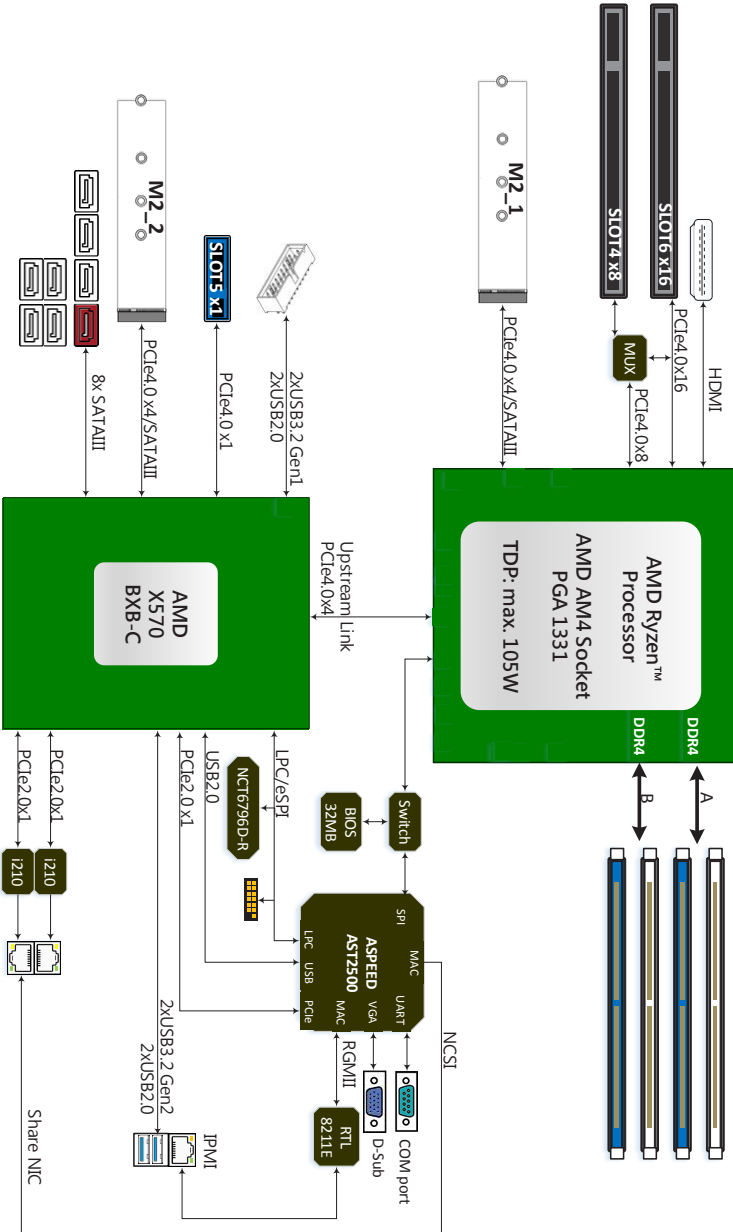 HDMI
SLOT6 x16
PCIe4.0x16
SLOT4 x8
MUX
PCIe4.0x8
M2_1
PCIe4.0 x4/SATAIII
AMD Ryzen™
Processor
AMD AM4 Socket
PGA 1331
TDP: max. 105W
DDR4
A
DDR4
B
2xUSB3.2 Gen1
2xUSB2.0
SLOT5 x1
PCIe4.0 x1
M2_2
PCIe4.0 x4/SATAIII
8x SATAIII
Upstream Link
PCIe4.0x4
AMD
X570
BXB-C
Switch
BIOS
32MB
LPC/eSPI
NCT6796D-R
USB2.0
PCIe2.0 x1
PCIe2.0x1
i210
PCIe2.0x1
i210
ASPEED
AST2500
SPI
MAC
UART
VGA
MAC
LPC
USB
PCIe
NCSI
COM port
D-Sub
RGMII
RTL
8211E
IPMI
2xUSB3.2 Gen2
2xUSB2.0
Share NIC